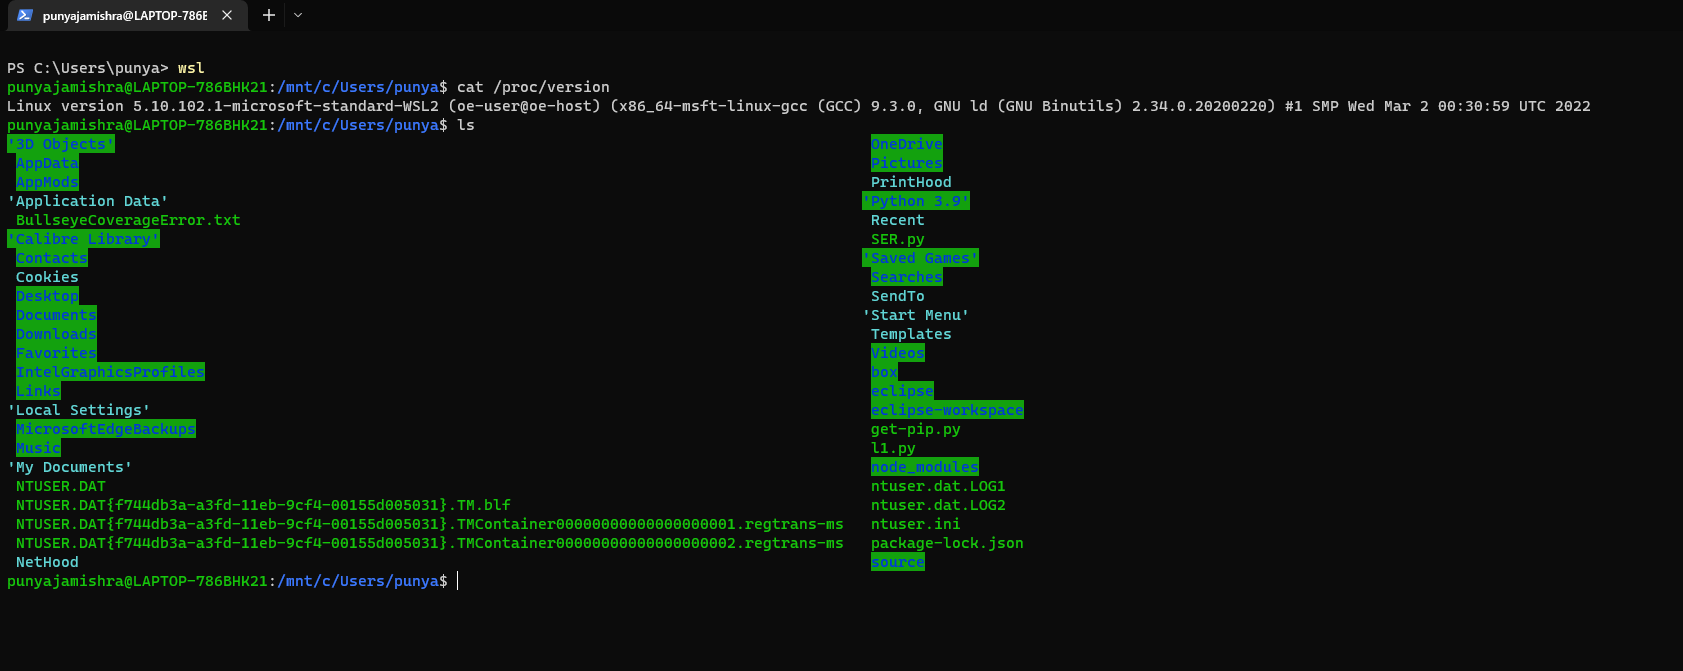 punyajamishra@LAPTOP-786B
PS C:\Users\punya> wsl
punyajamishra@LAPTOP-786BHK21:/mnt/c/Users/punya$ cat /proc/version
Linux version 5.10.102.1-microsoft-standard-WSL2 (oe-user@oe-host) (x86_64-msft-linux-gcc (GCC) 9.3.0, GNU ld (GNU Binutils) 2.34.0.20200220) #1 SMP Wed Mar 2 00:30:59 UTC 2022
punyajamishra@LAPTOP-786BHK21:/mnt/c/Users/punya$ ls
'3D Objects' OneDrive
AppData Pictures
AppMods PrintHood
'Application Data' 'Python 3.9'
BullseyeCoverageError.txt Recent
'Calibre Library' SER.py
Contacts 'Saved Games'
Cookies Searches
Desktop SendTo
Documents 'Start Menu'
Downloads Templates
Favorites Videos
IntelGraphicsProfiles box
Links eclipse
'Local Settings' eclipse-workspace
MicrosoftEdgeBackups get-pip.py
Music l1.py
'My Documents' node_modules
NTUSER.DAT ntuser.dat.LOG1
NTUSER.DAT{f744db3a-a3fd-11eb-9cf4-00155d005031}.TM.blf ntuser.dat.LOG2
NTUSER.DAT{f744db3a-a3fd-11eb-9cf4-00155d005031}.TMContainer00000000000000000001.regtrans-ms ntuser.ini
NTUSER.DAT{f744db3a-a3fd-11eb-9cf4-00155d005031}.TMContainer00000000000000000002.regtrans-ms package-lock.json
NetHood source
punyajamishra@LAPTOP-786BHK21:/mnt/c/Users/punya$